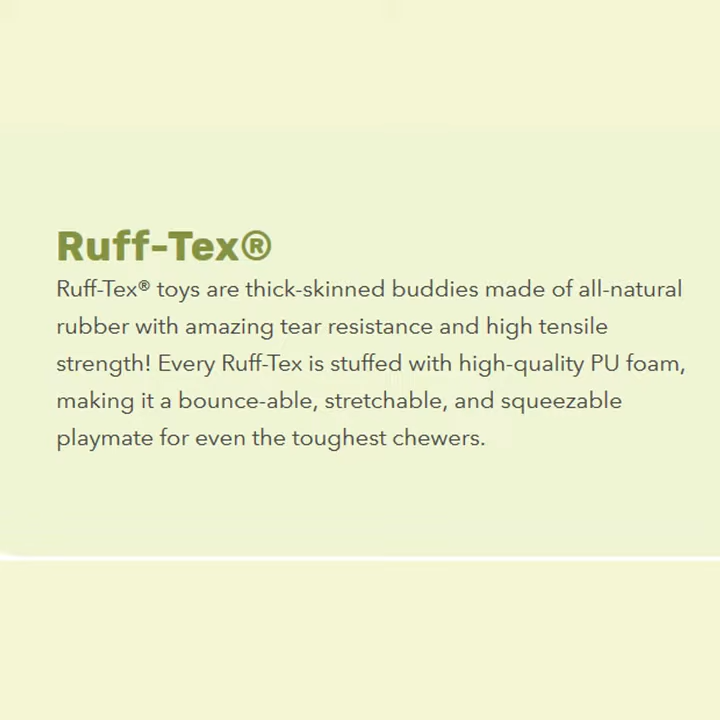 Ruff-Tex®
Ruff-Tex® toys are thick-skinned buddies made of all-natural
rubber with amazing tear resistance and high tensile
strength! Every Ruff-Tex is stuffed with high-quality PU foam,
making it a bounce-able, stretchable, and squeezable
playmate for even the toughest chewers.